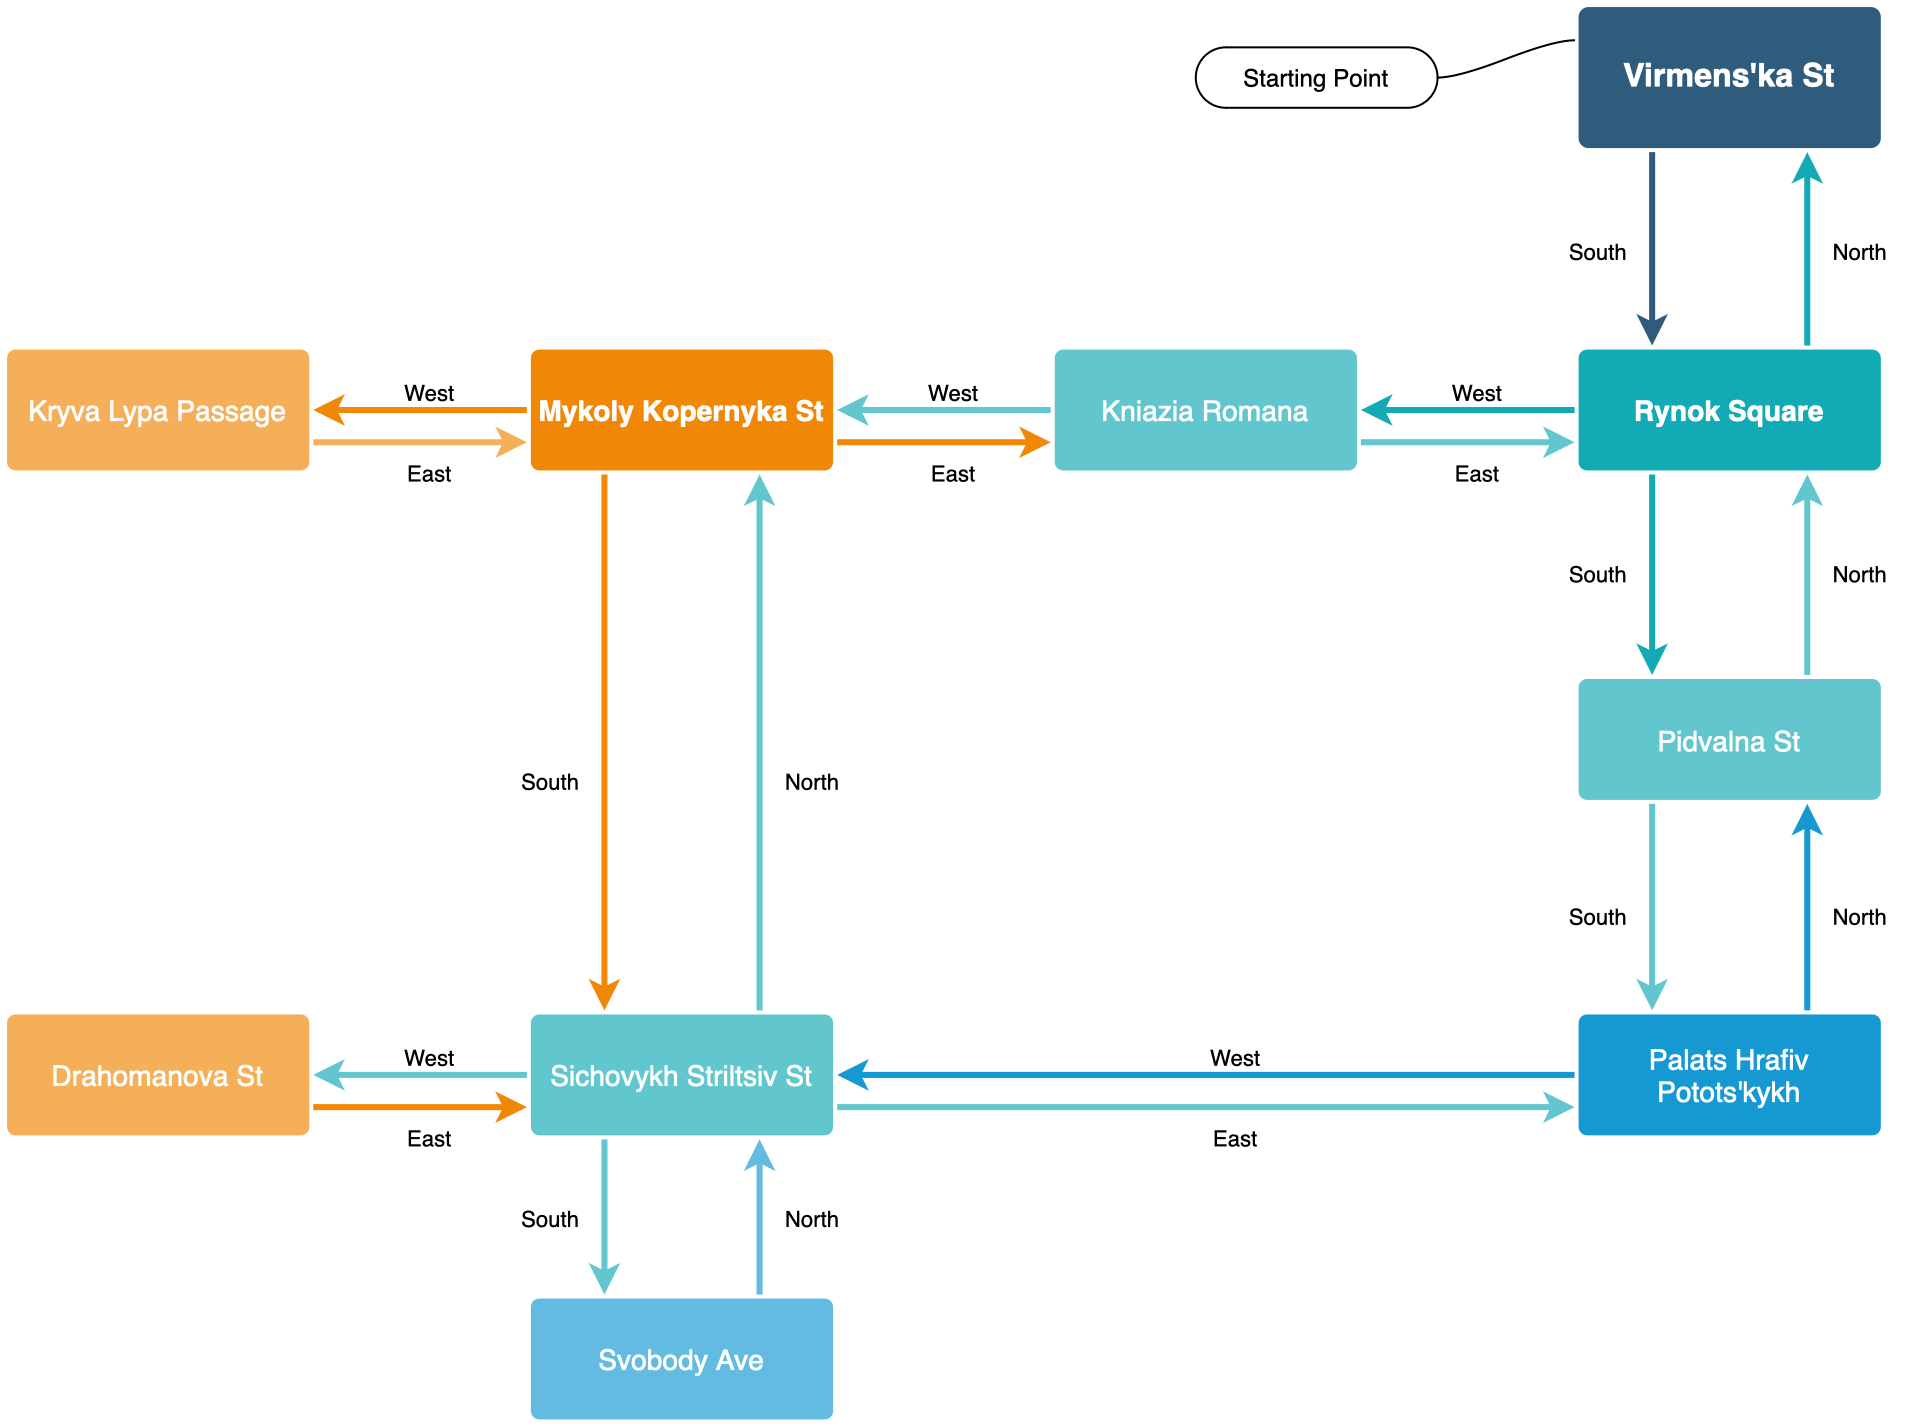 Starting Point
Virmens'ka St
South
North
Kryva Lypa Passage
West
East
Mykoly Kopernyka St
West
East
Kniazia Romana
West
East
Rynok Square
South
North
South
North
Pidvalna St
South
North
Drahomanova St
West
East
Sichovykh Striltsiv St
West
East
Palats Hrafiv
Potots'kykh
South
North
Svobody Ave